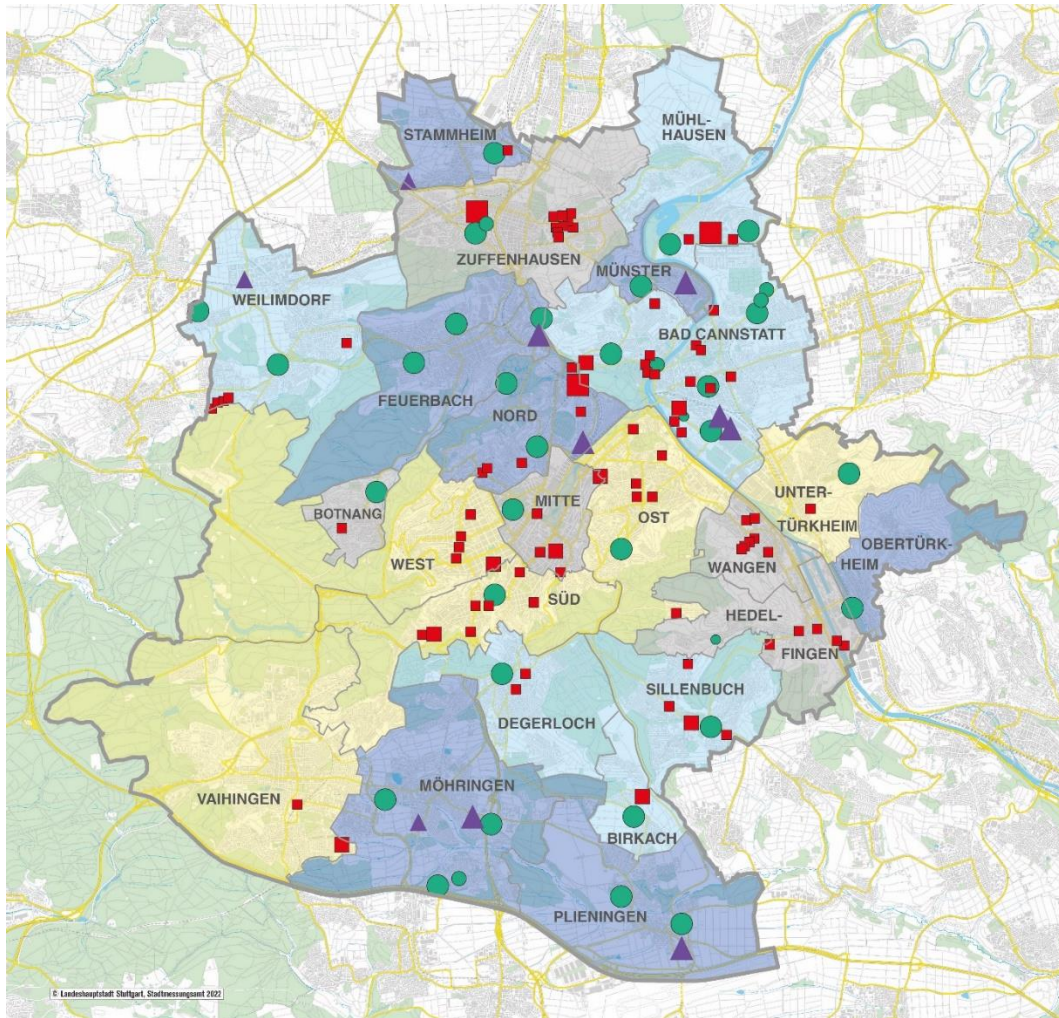 MÜHL-
HAUSEN
STAMMHEIM
ZUFFENHAUSEN
MÜNSTER
WEILIMDORF
BAD CANNSTATT
FEUERBACH
NORD
UNTER-
TÜRKHEIM
MITTE
OST
BOTNANG
OBERTÜRK-
HEIM
WEST
WANGEN
SÜD
HEDEL-
FINGEN
SILLENBUCH
DEGERLOCH
MÖHRINGEN
VAIHINGEN
BIRKACH
PLIENINGEN
© Landeshauptstadt Stuttgart, Stadtmessungsamt 2022